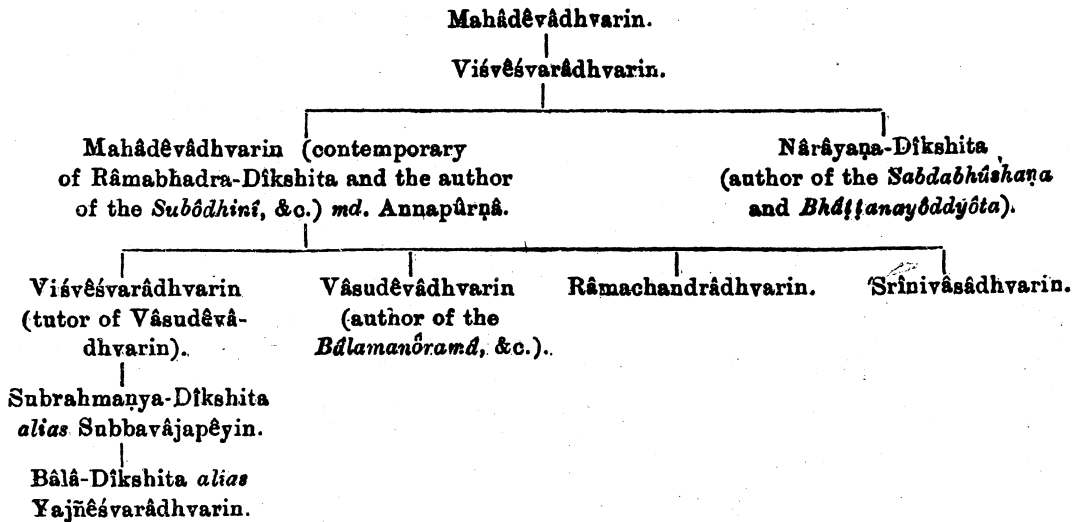 Mahâdêvâdhvarin.
Viśvêśvarâdhvarin.
Mahâdêvâdhvarin (contemporary
of Râmabhadra-Dîkshita and the author
of the Subôdhinî, &c.) md. Annapûrṇâ.
Nârâyaṇa-Dîkshita
(author of the Sabdabhûshaṇa
and Bhâṭṭanayôddyôta).
Viśvêśvarâdhvarin
(tutor of Vâsudêvâ-
dhvarin).
Vâsudêvâdhvarin
(author of the
Bâlamanôramâ, &c.).
Râmachandrâdhvarin.
Śrînivâsâdhvarin.
Subrahmaṇya-Dîkshita
alias Subbavâjapêyin.
Bâlâ-Dîkshita alias
Yajñêśvarâdhvarin.